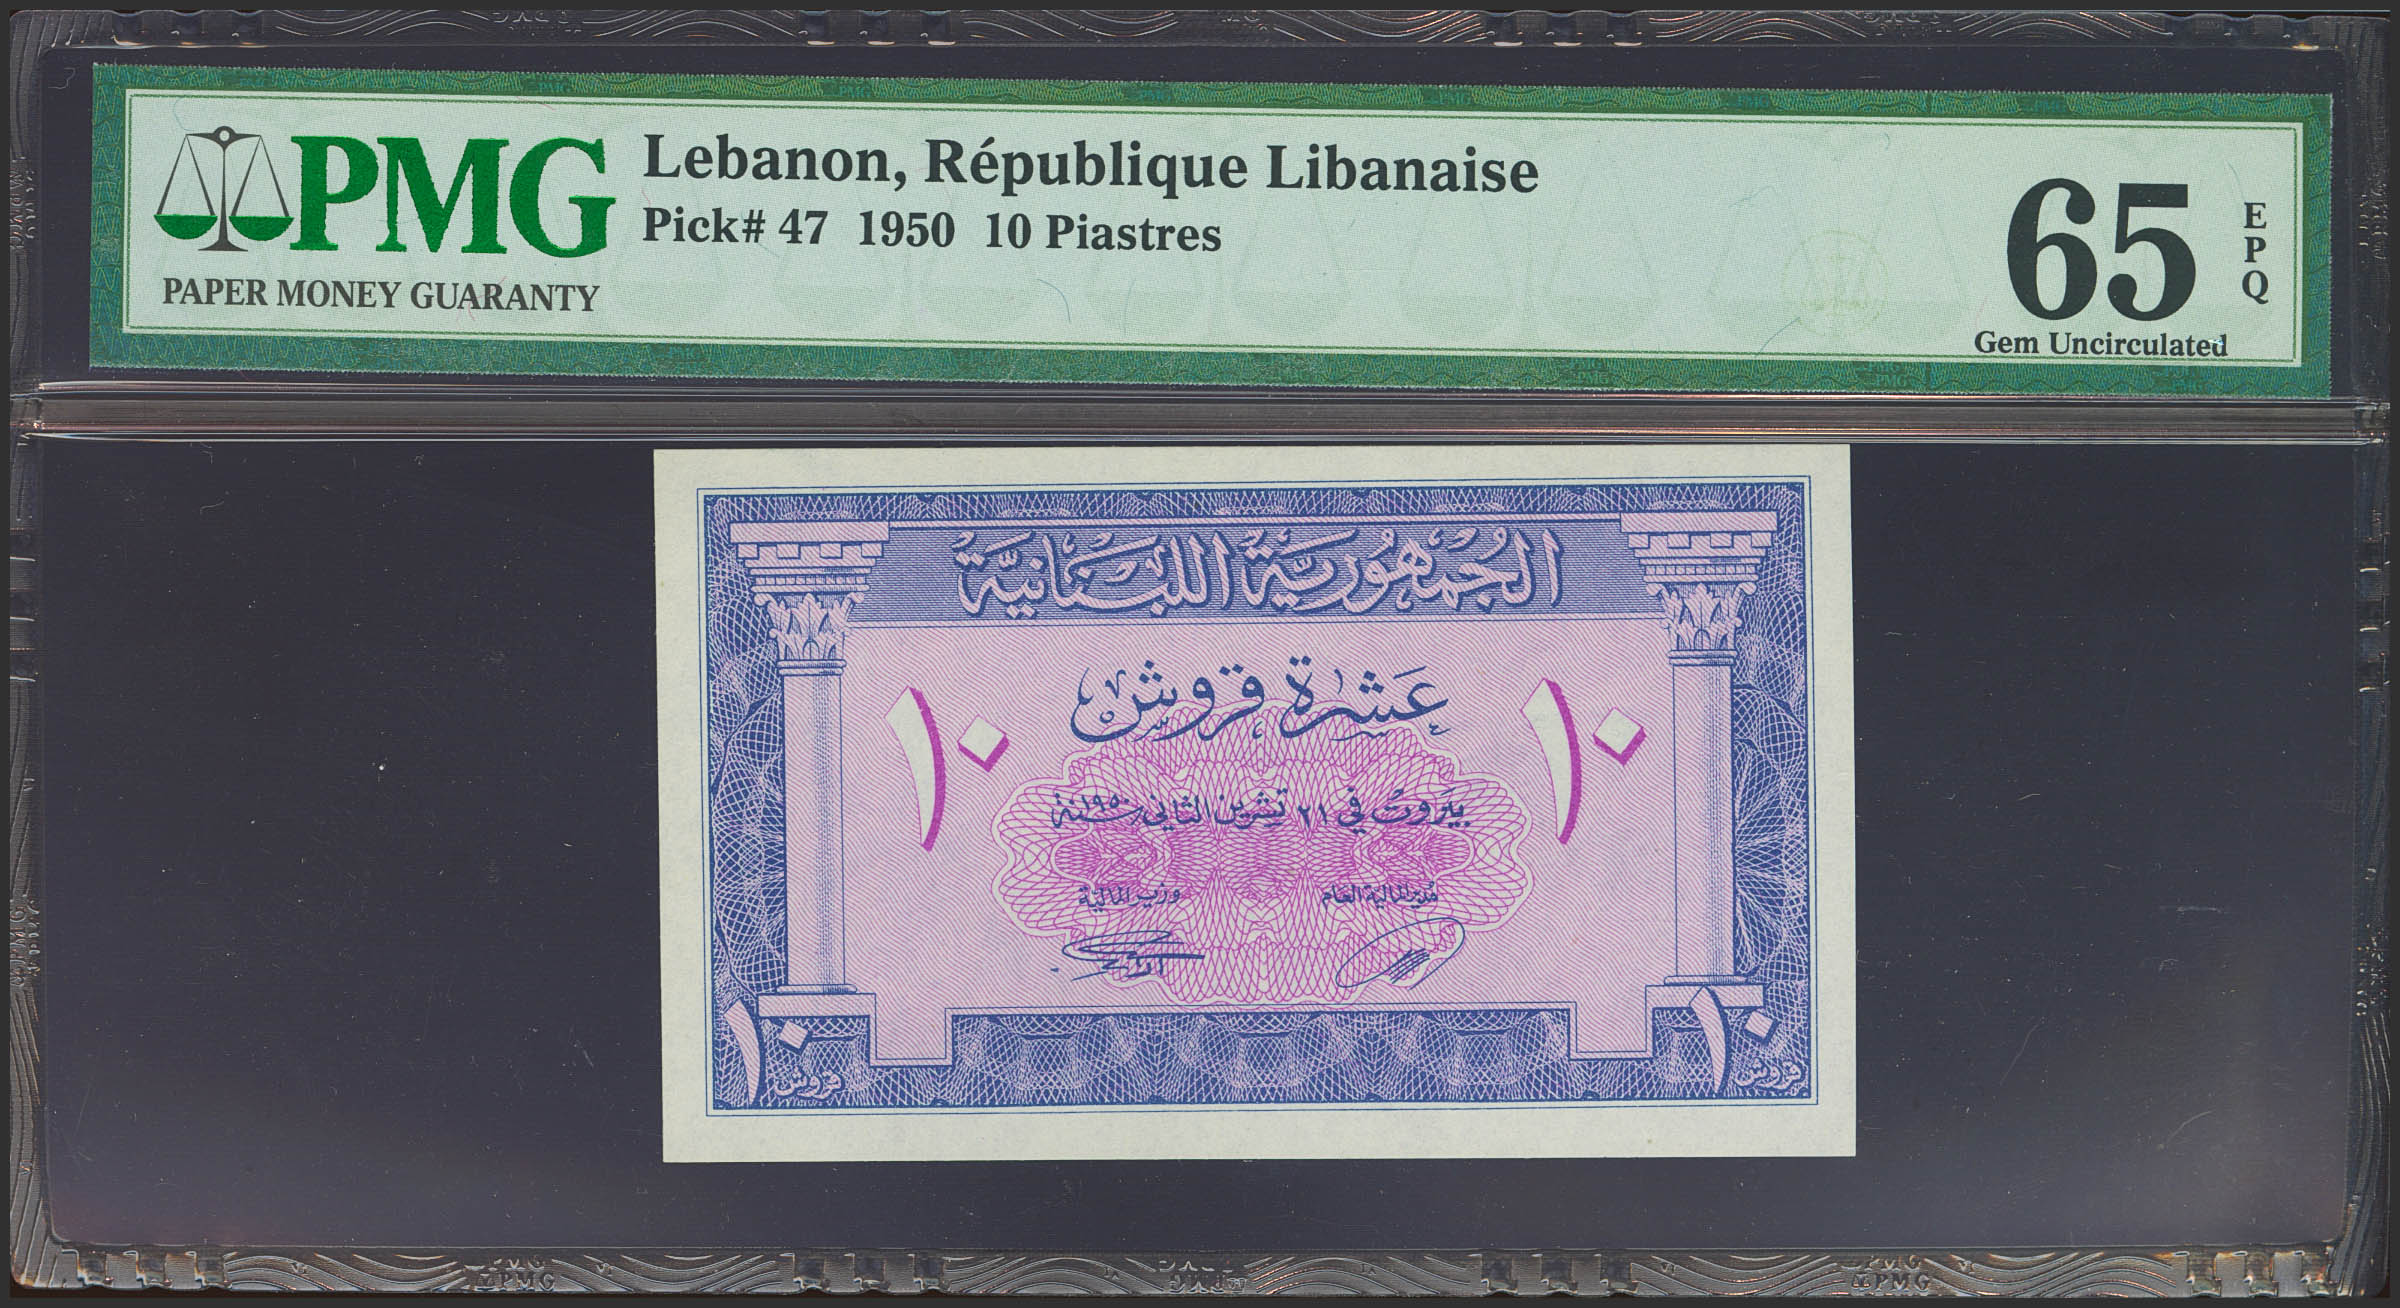 PMG
PAPER MONEY GUARANTY
Lebanon, République Libanaise
Pick# 47 1950 10 Piastres
65
EPQ
Gem Uncirculated
الجمهورية اللبنانية
عشرة قروش
١٠
١٠
بيروت في ٢١ تشرين الثاني سنة ١٩٥٠
مدير المالية العام
وزير المالية
١٠ قروش
١٠ قروش